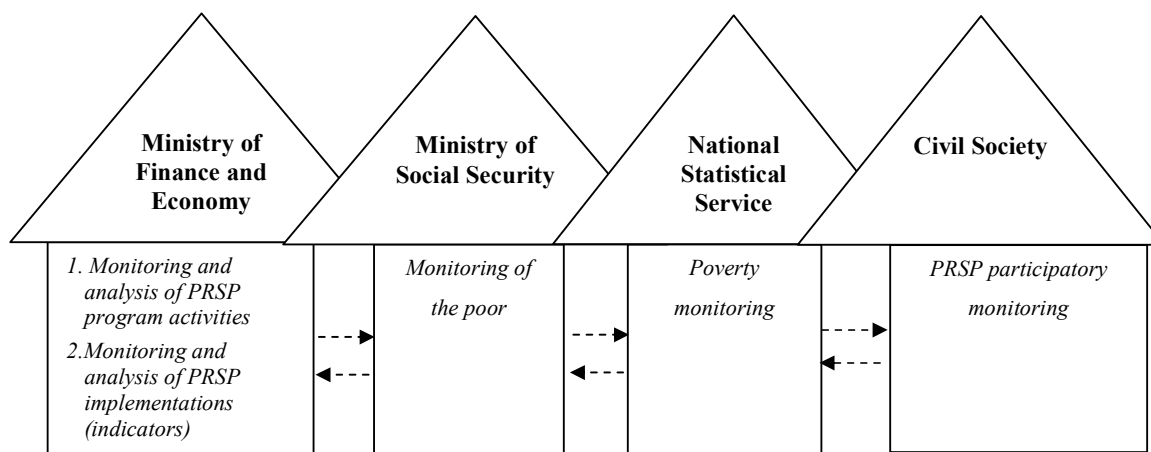 Ministry of
Finance and
Economy
Ministry of
Social Security
National
Statistical
Service
Civil Society
1. Monitoring and
analysis of PRSP
program activities
2.Monitoring and
analysis of PRSP
implementations
(indicators)
Monitoring of
the poor
Poverty
monitoring
PRSP participatory
monitoring